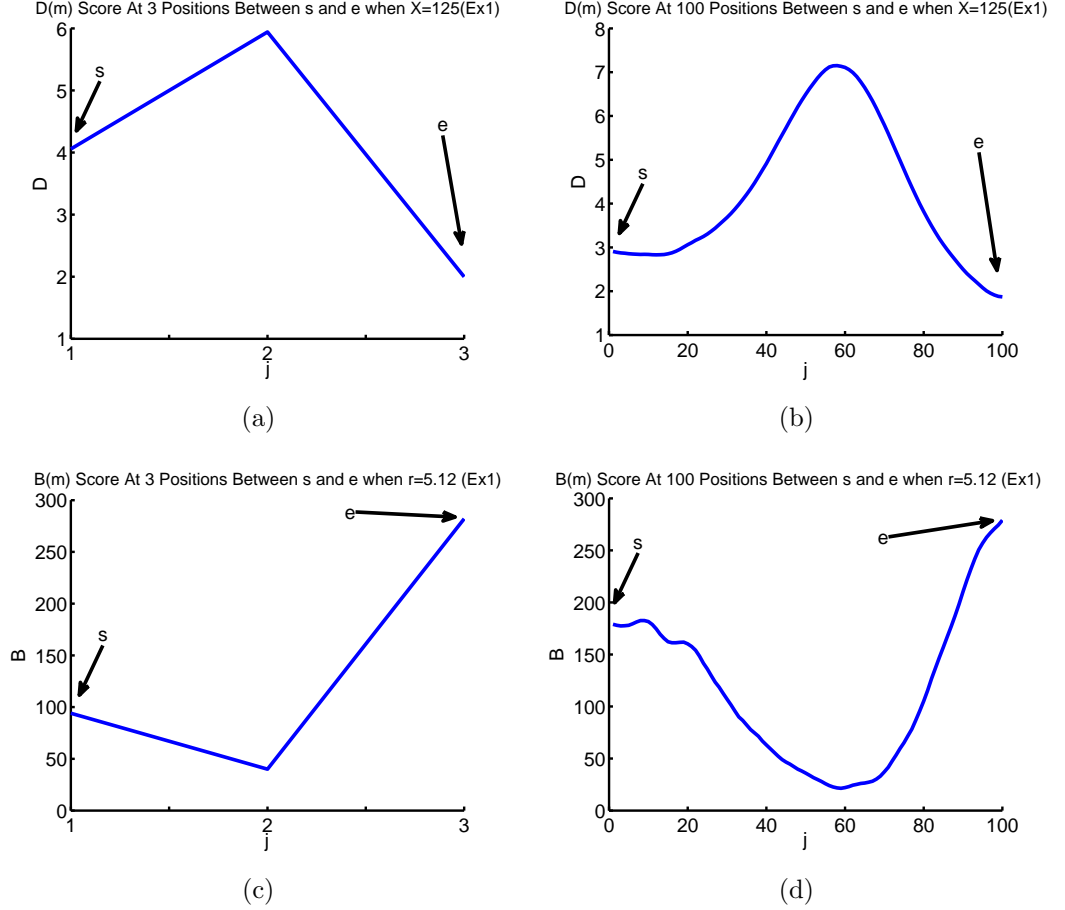 D(m) Score At 3 Positions Between s and e when X=125(Ex1)
6
5
4
3
2
1
D
s
e
1
2
3
j
(a)
D(m) Score At 100 Positions Between s and e when X=125(Ex1)
8
7
6
5
4
3
2
1
D
s
e
0
20
40
60
80
100
j
(b)
B(m) Score At 3 Positions Between s and e when r=5.12 (Ex1)
300
250
200
150
100
50
0
B
s
e
1
2
3
j
(c)
B(m) Score At 100 Positions Between s and e when r=5.12 (Ex1)
300
250
200
150
100
50
0
B
s
e
0
20
40
60
80
100
j
(d)